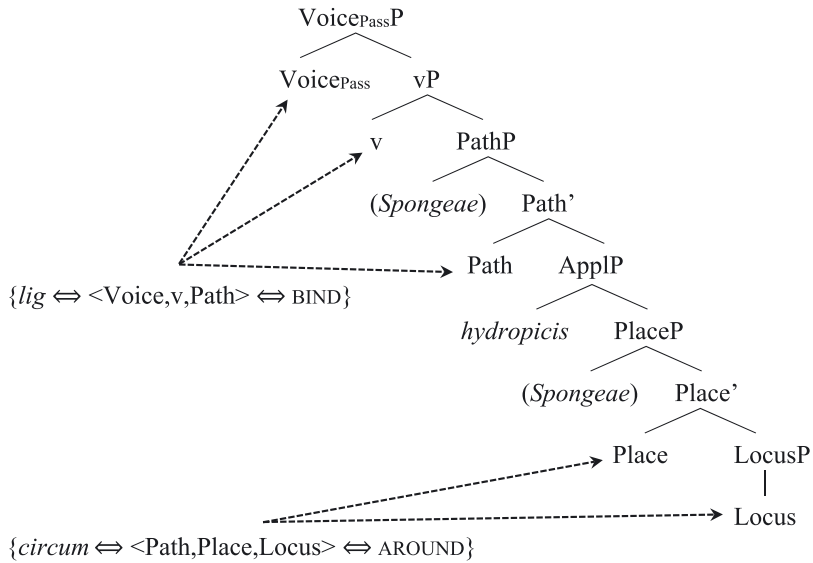 VoicePassP
VoicePass vP
v PathP
(Spongeae) Path’
Path ApplP
{lig ⇔ <Voice,v,Path> ⇔ BIND}
hydropicis PlaceP
(Spongeae) Place’
Place LocusP
Locus
{circum ⇔ <Path,Place,Locus> ⇔ AROUND}